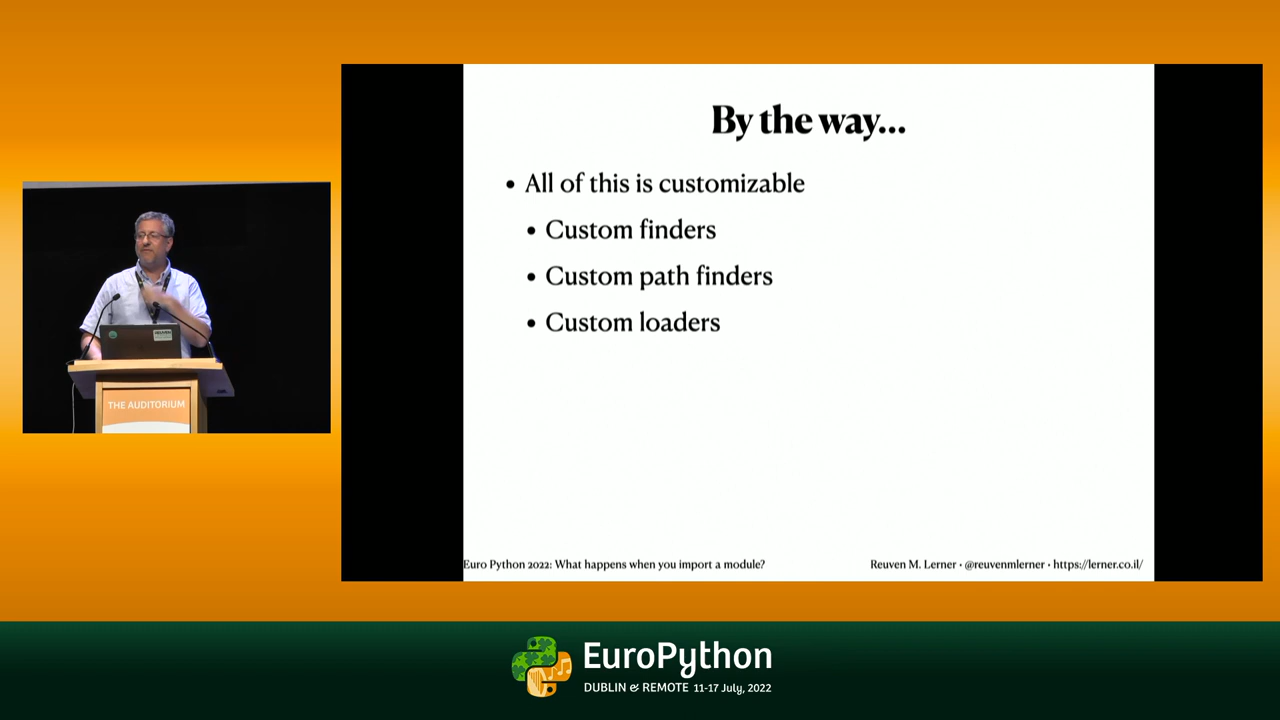 By the way...
• All of this is customizable
• Custom finders
• Custom path finders
• Custom loaders
Euro Python 2022: What happens when you import a module?
Reuven M. Lerner • @reuvenmlerner • https://lerner.co.il/
THE AUDITORIUM
EuroPython
DUBLIN & REMOTE 11-17 July, 2022